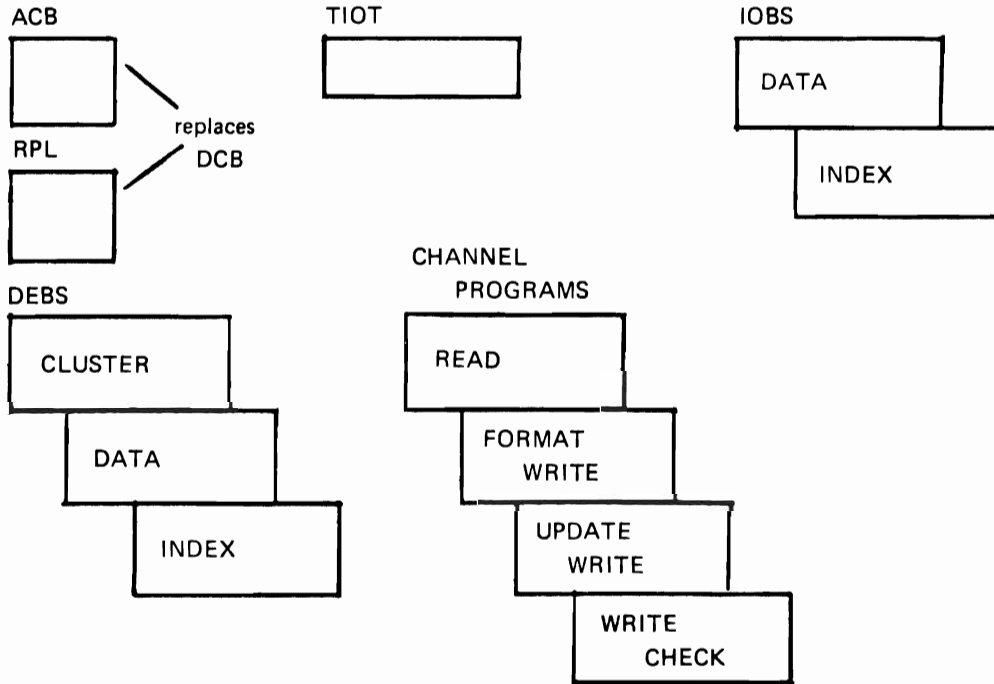 ACB
TIOT
IOBS
DATA
replaces
DCB
RPL
INDEX
CHANNEL
PROGRAMS
DEBS
CLUSTER
READ
DATA
FORMAT
WRITE
INDEX
UPDATE
WRITE
WRITE
CHECK